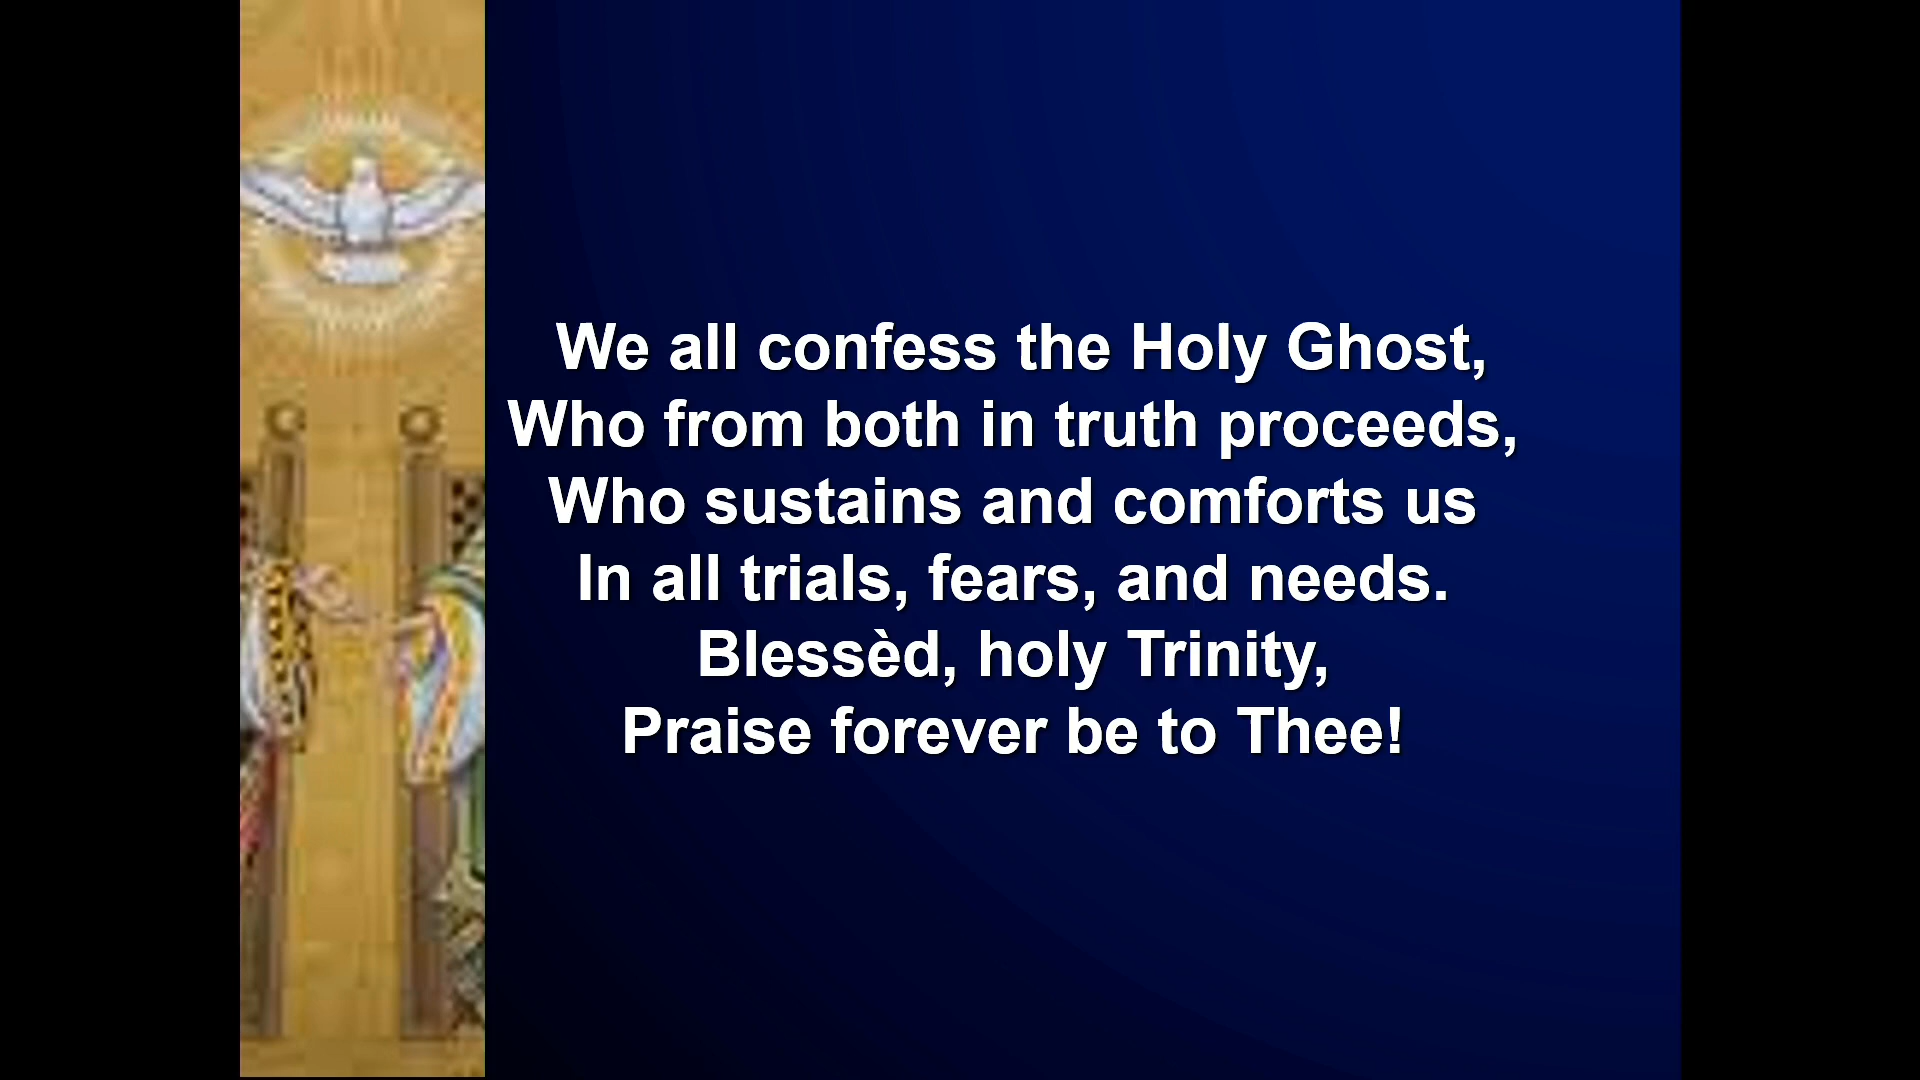 We all confess the Holy Ghost,
Who from both in truth proceeds,
Who sustains and comforts us
In all trials, fears, and needs.
Blessèd, holy Trinity,
Praise forever be to Thee!